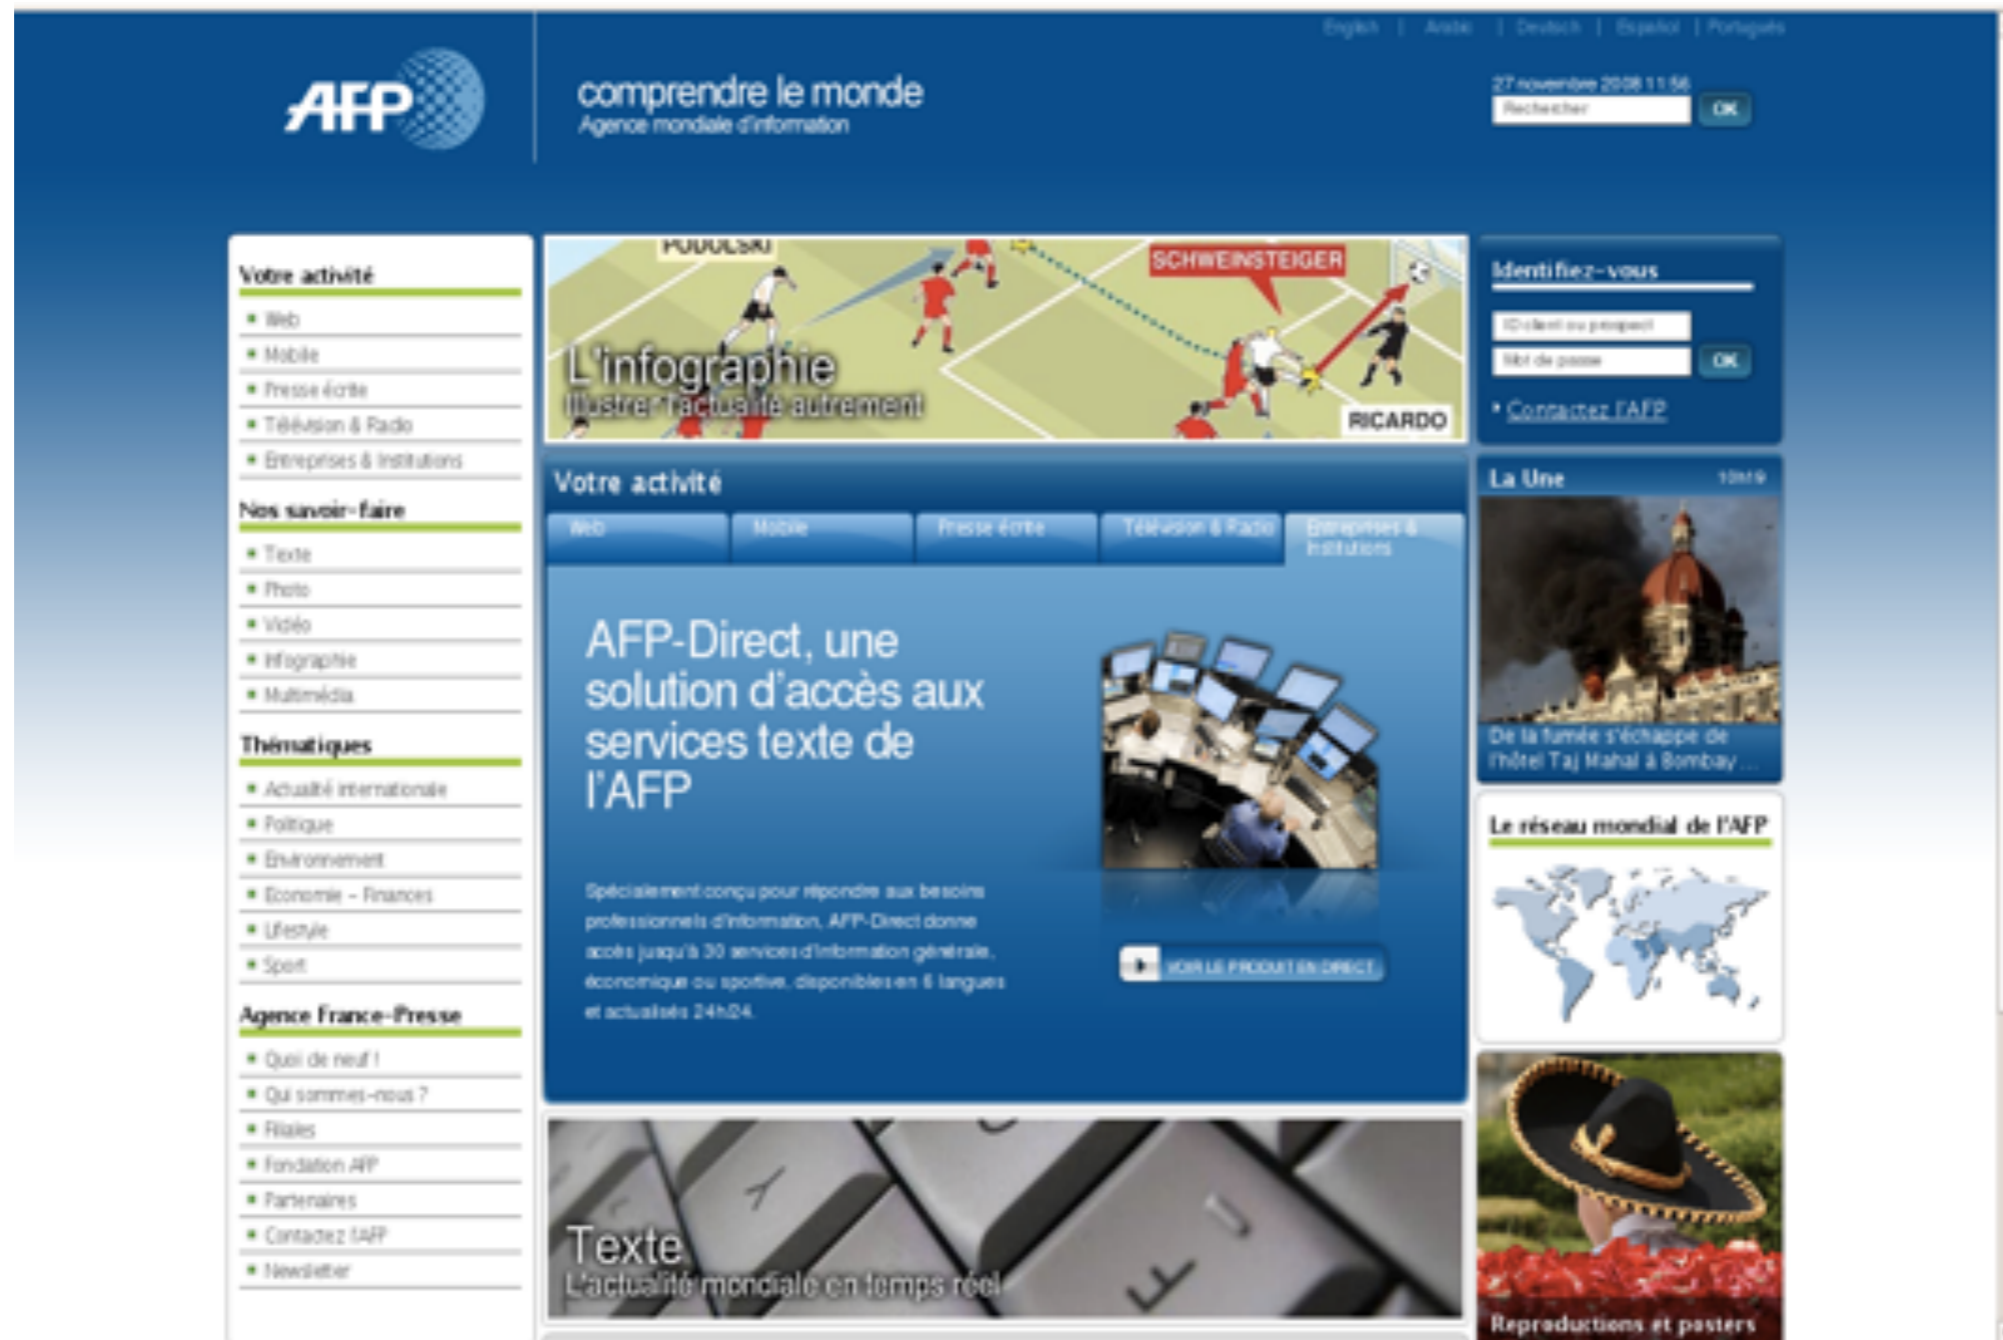 English | Arabic | Deutsch | Español | Português
AFP
comprendre le monde
Agence mondiale d'information
27 novembre 2008 11:56
Rechercher
OK
Votre activité
Web
Mobile
Presse écrite
Télévision & Radio
Entreprises & Institutions
Nos savoir-faire
Texte
Photo
Vidéo
Infographie
Multimédia
Thématiques
Actualité internationale
Politique
Environnement
Economie - Finances
Lifestyle
Sport
Agence France-Presse
Quoi de neuf !
Qui sommes-nous ?
Filiales
Fondation AFP
Partenaires
Contactez l'AFP
Newsletter
PODOLSKI
SCHWEINSTEIGER
L'infographie
Illustrer l'actualité autrement
RICARDO
Votre activité
Web
Mobile
Presse écrite
Télévision & Radio
Entreprises &
Institutions
AFP-Direct, une
solution d'accès aux
services texte de
l'AFP
Spécialement conçu pour répondre aux besoins
professionnels d'information, AFP-Direct donne
accès jusqu'à 30 services d'information générale,
économique ou sportive, disponibles en 6 langues
et actualisés 24h/24.
VOIR LE PRODUIT EN DIRECT
Texte
L'actualité mondiale en temps réel
Identifiez-vous
ID client ou prospect
Mot de passe
OK
Contactez l'AFP
La Une
10h19
De la fumée s'échappe de
l'hôtel Taj Mahal à Bombay ...
Le réseau mondial de l'AFP
Reproductions et posters